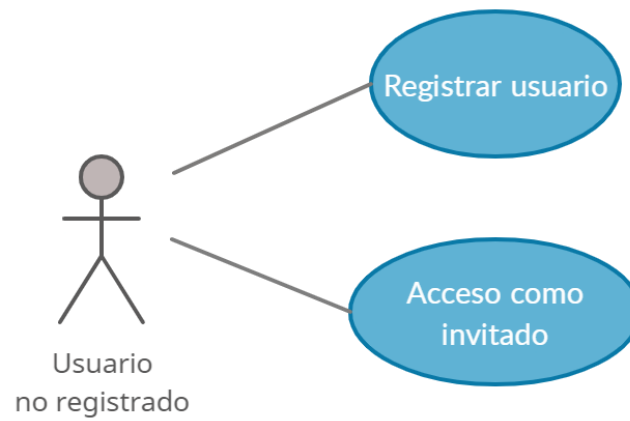 Registrar usuario
Acceso como
invitado
Usuario
no registrado